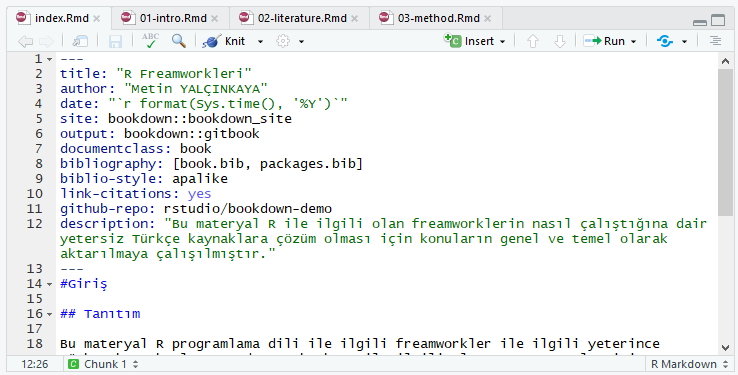 index.Rmd
01-intro.Rmd
02-literature.Rmd
03-method.Rmd
ABC
Knit
Insert
Run
1 ---
2 title: "R Freamworkleri"
3 author: "Metin YALÇINKAYA"
4 date: "`r format(Sys.time(), '%Y')`"
5 site: bookdown::bookdown_site
6 output: bookdown::gitbook
7 documentclass: book
8 bibliography: [book.bib, packages.bib]
9 biblio-style: apalike
10 link-citations: yes
11 github-repo: rstudio/bookdown-demo
12 description: "Bu materyal R ile ilgili olan freamworklerin nasıl çalıştığına dair
yetersiz Türkçe kaynaklara çözüm olması için konuların genel ve temel olarak
aktarılmaya çalışılmıştır."
13 ---
14 #Giriş
15
16 ## Tanıtım
17
18 Bu materyal R programlama dili ile ilgili freamworkler ile ilgili yeterince
12:26
C Chunk 1
R Markdown